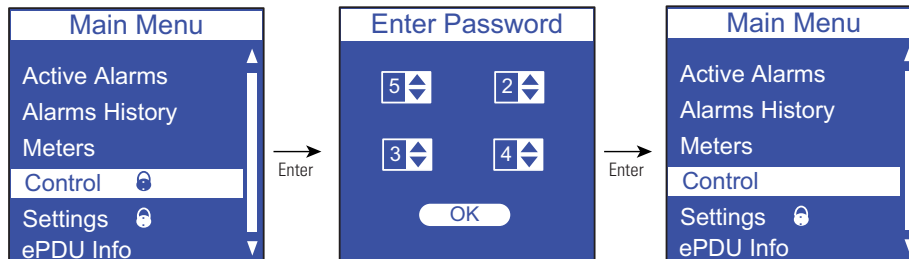 Main Menu
Active Alarms
Alarms History
Meters
Control
Settings
ePDU Info
Enter
Enter Password
5 2
3 4
OK
Enter
Main Menu
Active Alarms
Alarms History
Meters
Control
Settings
ePDU Info